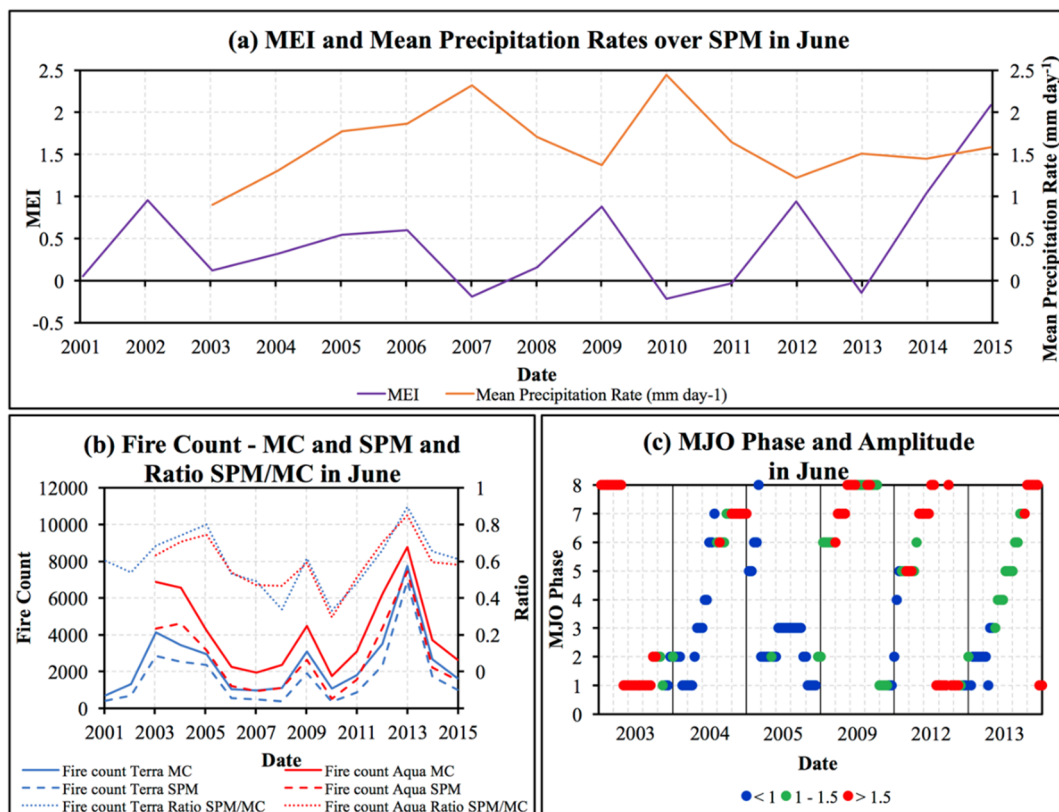 (a) MEI and Mean Precipitation Rates over SPM in June
2.5
2
1.5
1
0.5
0
-0.5
MEI
2.5
2
1.5
1
0.5
0
-0.5
Mean Precipitation Rate (mm day-1)
2001 2002 2003 2004 2005 2006 2007 2008 2009 2010 2011 2012 2013 2014 2015
Date
MEI Mean Precipitation Rate (mm day-1)
(b) Fire Count - MC and SPM and
Ratio SPM/MC in June
12000
10000
8000
6000
4000
2000
0
Fire Count
1
0.8
0.6
0.4
0.2
0
Ratio
2001 2003 2005 2007 2009 2011 2013 2015
Date
Fire count Terra MC Fire count Aqua MC
Fire count Terra SPM Fire count Aqua SPM
Fire count Terra Ratio SPM/MC Fire count Aqua Ratio SPM/MC
(c) MJO Phase and Amplitude
in June
8
7
6
5
4
3
2
1
0
MJO Phase
2003 2004 2005 2009 2012 2013
Date
< 1 1 - 1.5 > 1.5